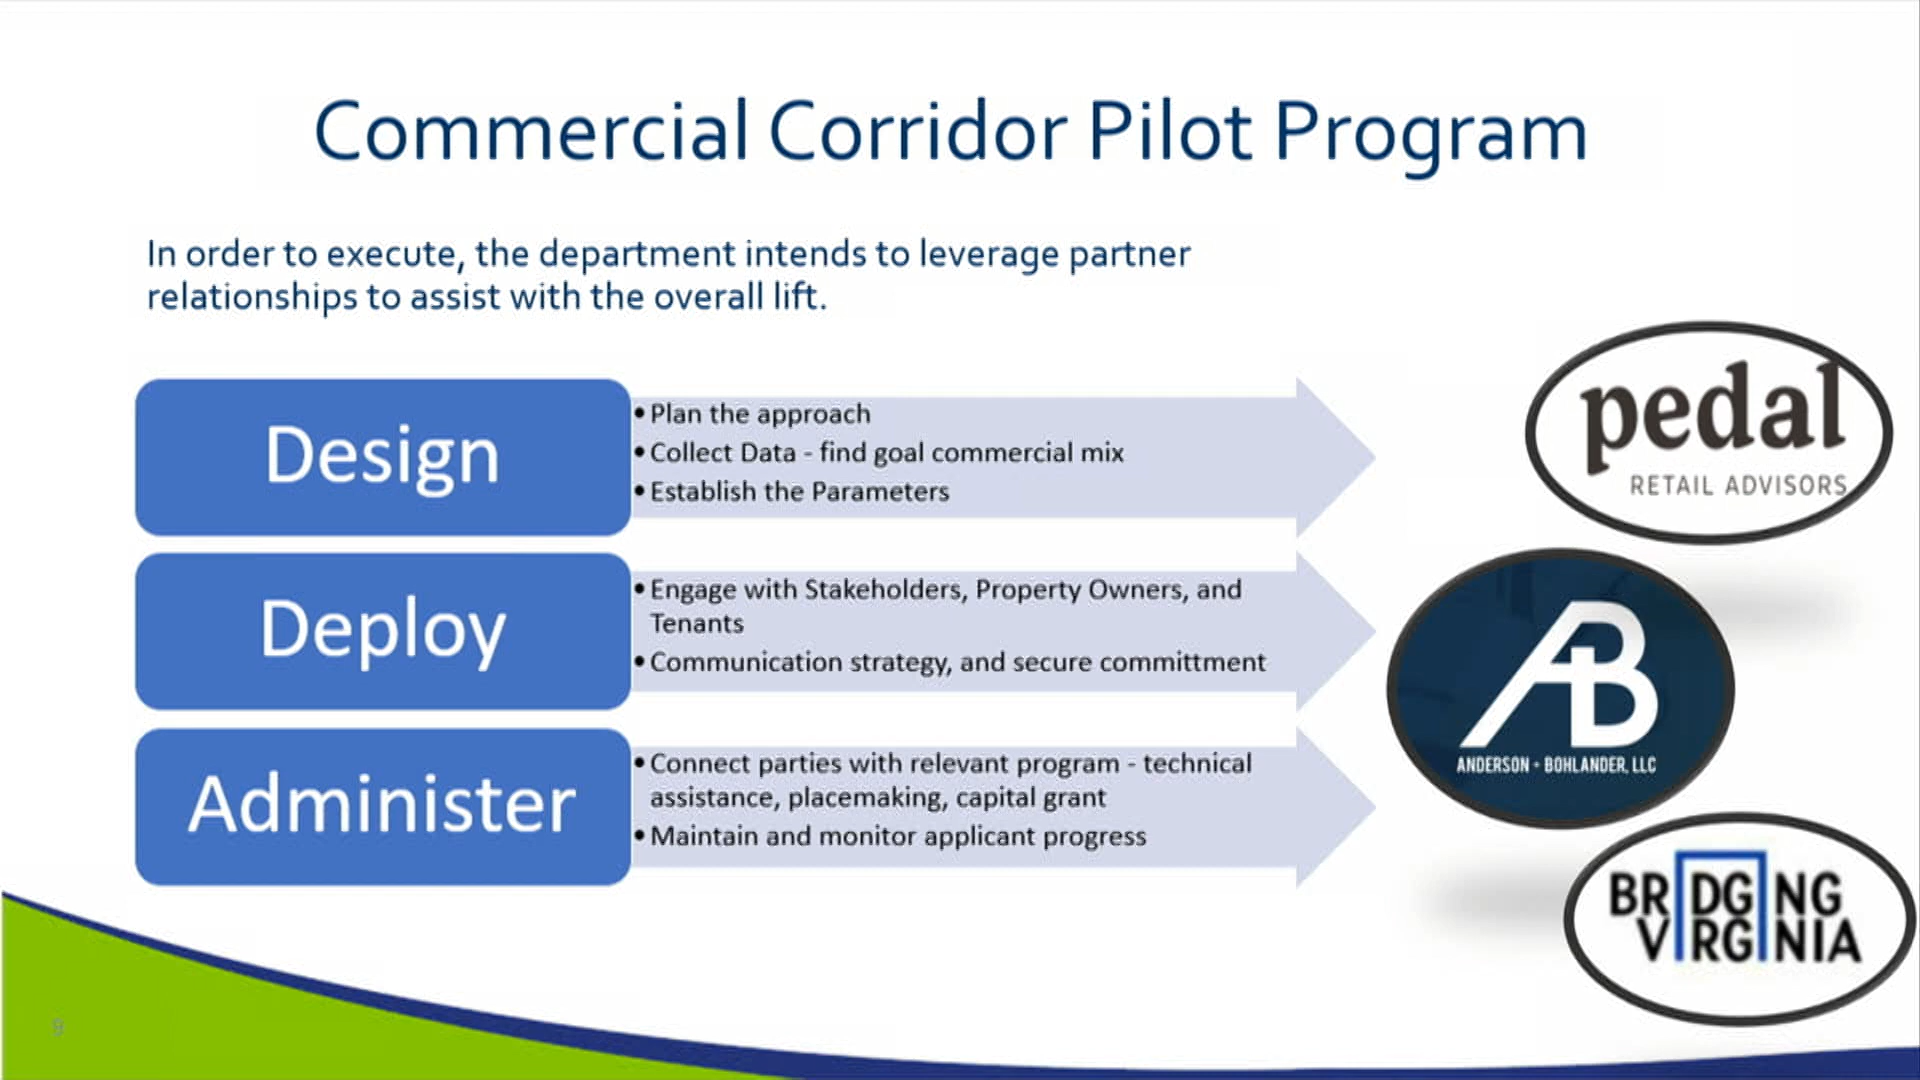 Commercial Corridor Pilot Program
In order to execute, the department intends to leverage partner
relationships to assist with the overall lift.
Design
• Plan the approach
• Collect Data - find goal commercial mix
• Establish the Parameters
Deploy
• Engage with Stakeholders, Property Owners, and
Tenants
• Communication strategy, and secure committment
Administer
• Connect parties with relevant program - technical
assistance, placemaking, capital grant
• Maintain and monitor applicant progress
pedal
RETAIL ADVISORS
AB
ANDERSON + BOHLANDER, LLC
BRIDGING
VIRGINIA
9